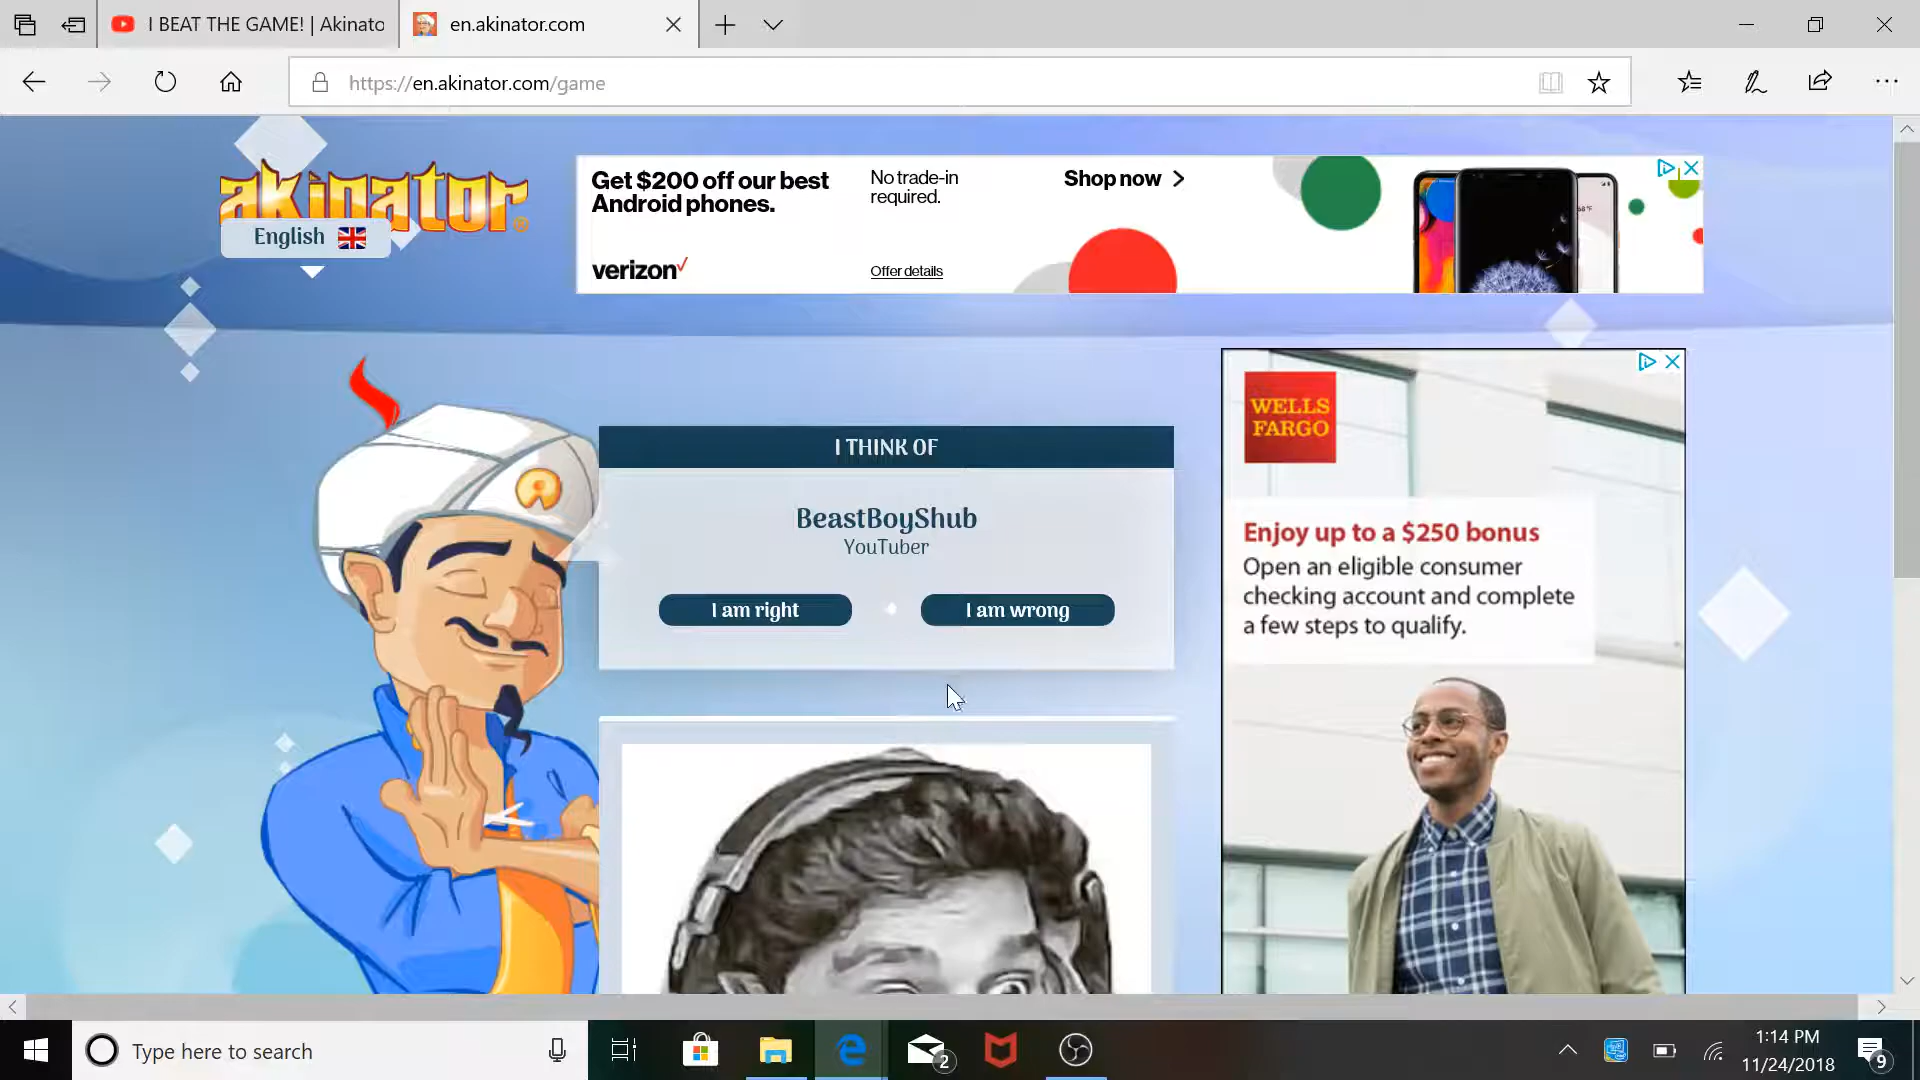 I BEAT THE GAME! | Akinato
en.akinator.com
https://en.akinator.com/game
akinator®
English
Get $200 off our best
Android phones.
No trade-in
required.
Shop now >
verizon✓
Offer details
I THINK OF
BeastBoyShub
YouTuber
I am right
I am wrong
WELLS
FARGO
Enjoy up to a $250 bonus
Open an eligible consumer
checking account and complete
a few steps to qualify.
Type here to search
2
1:14 PM
11/24/2018
9